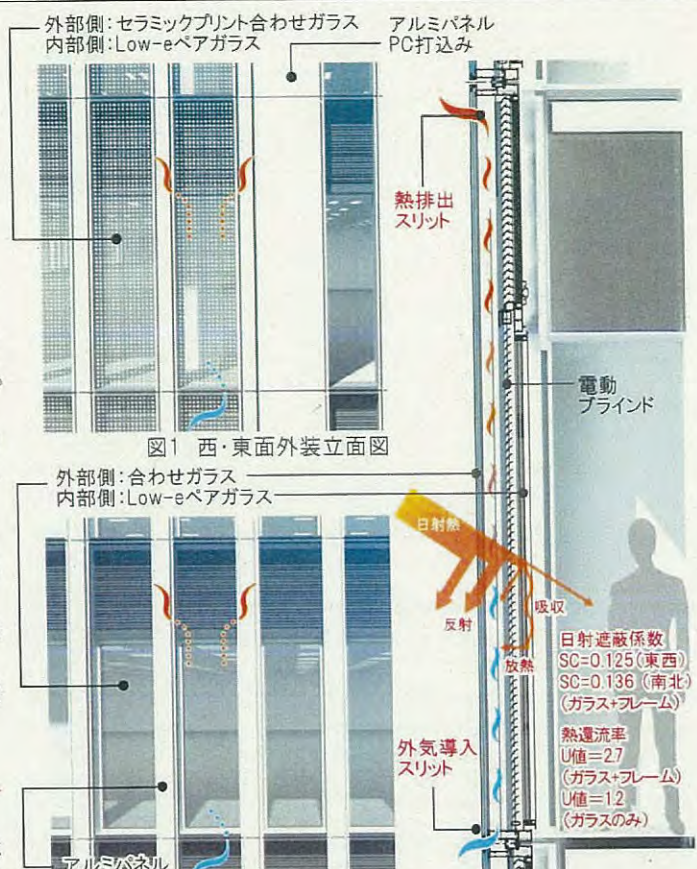 外部側：セラミックプリント合わせガラス
内部側：Low-eペアガラス
アルミパネル
PC打込み
熱排出
スリット
電動
ブラインド
図1 西・東面外装立面図
外部側：合わせガラス
内部側：Low-eペアガラス
日射熱
反射
吸収
放熱
日射遮蔽係数
SC=0.125(東西)
SC=0.136 (南北)
(ガラス+フレーム)
熱還流率
U値=2.7
(ガラス+フレーム)
U値=1.2
(ガラスのみ)
外気導入
スリット
アルミパネル